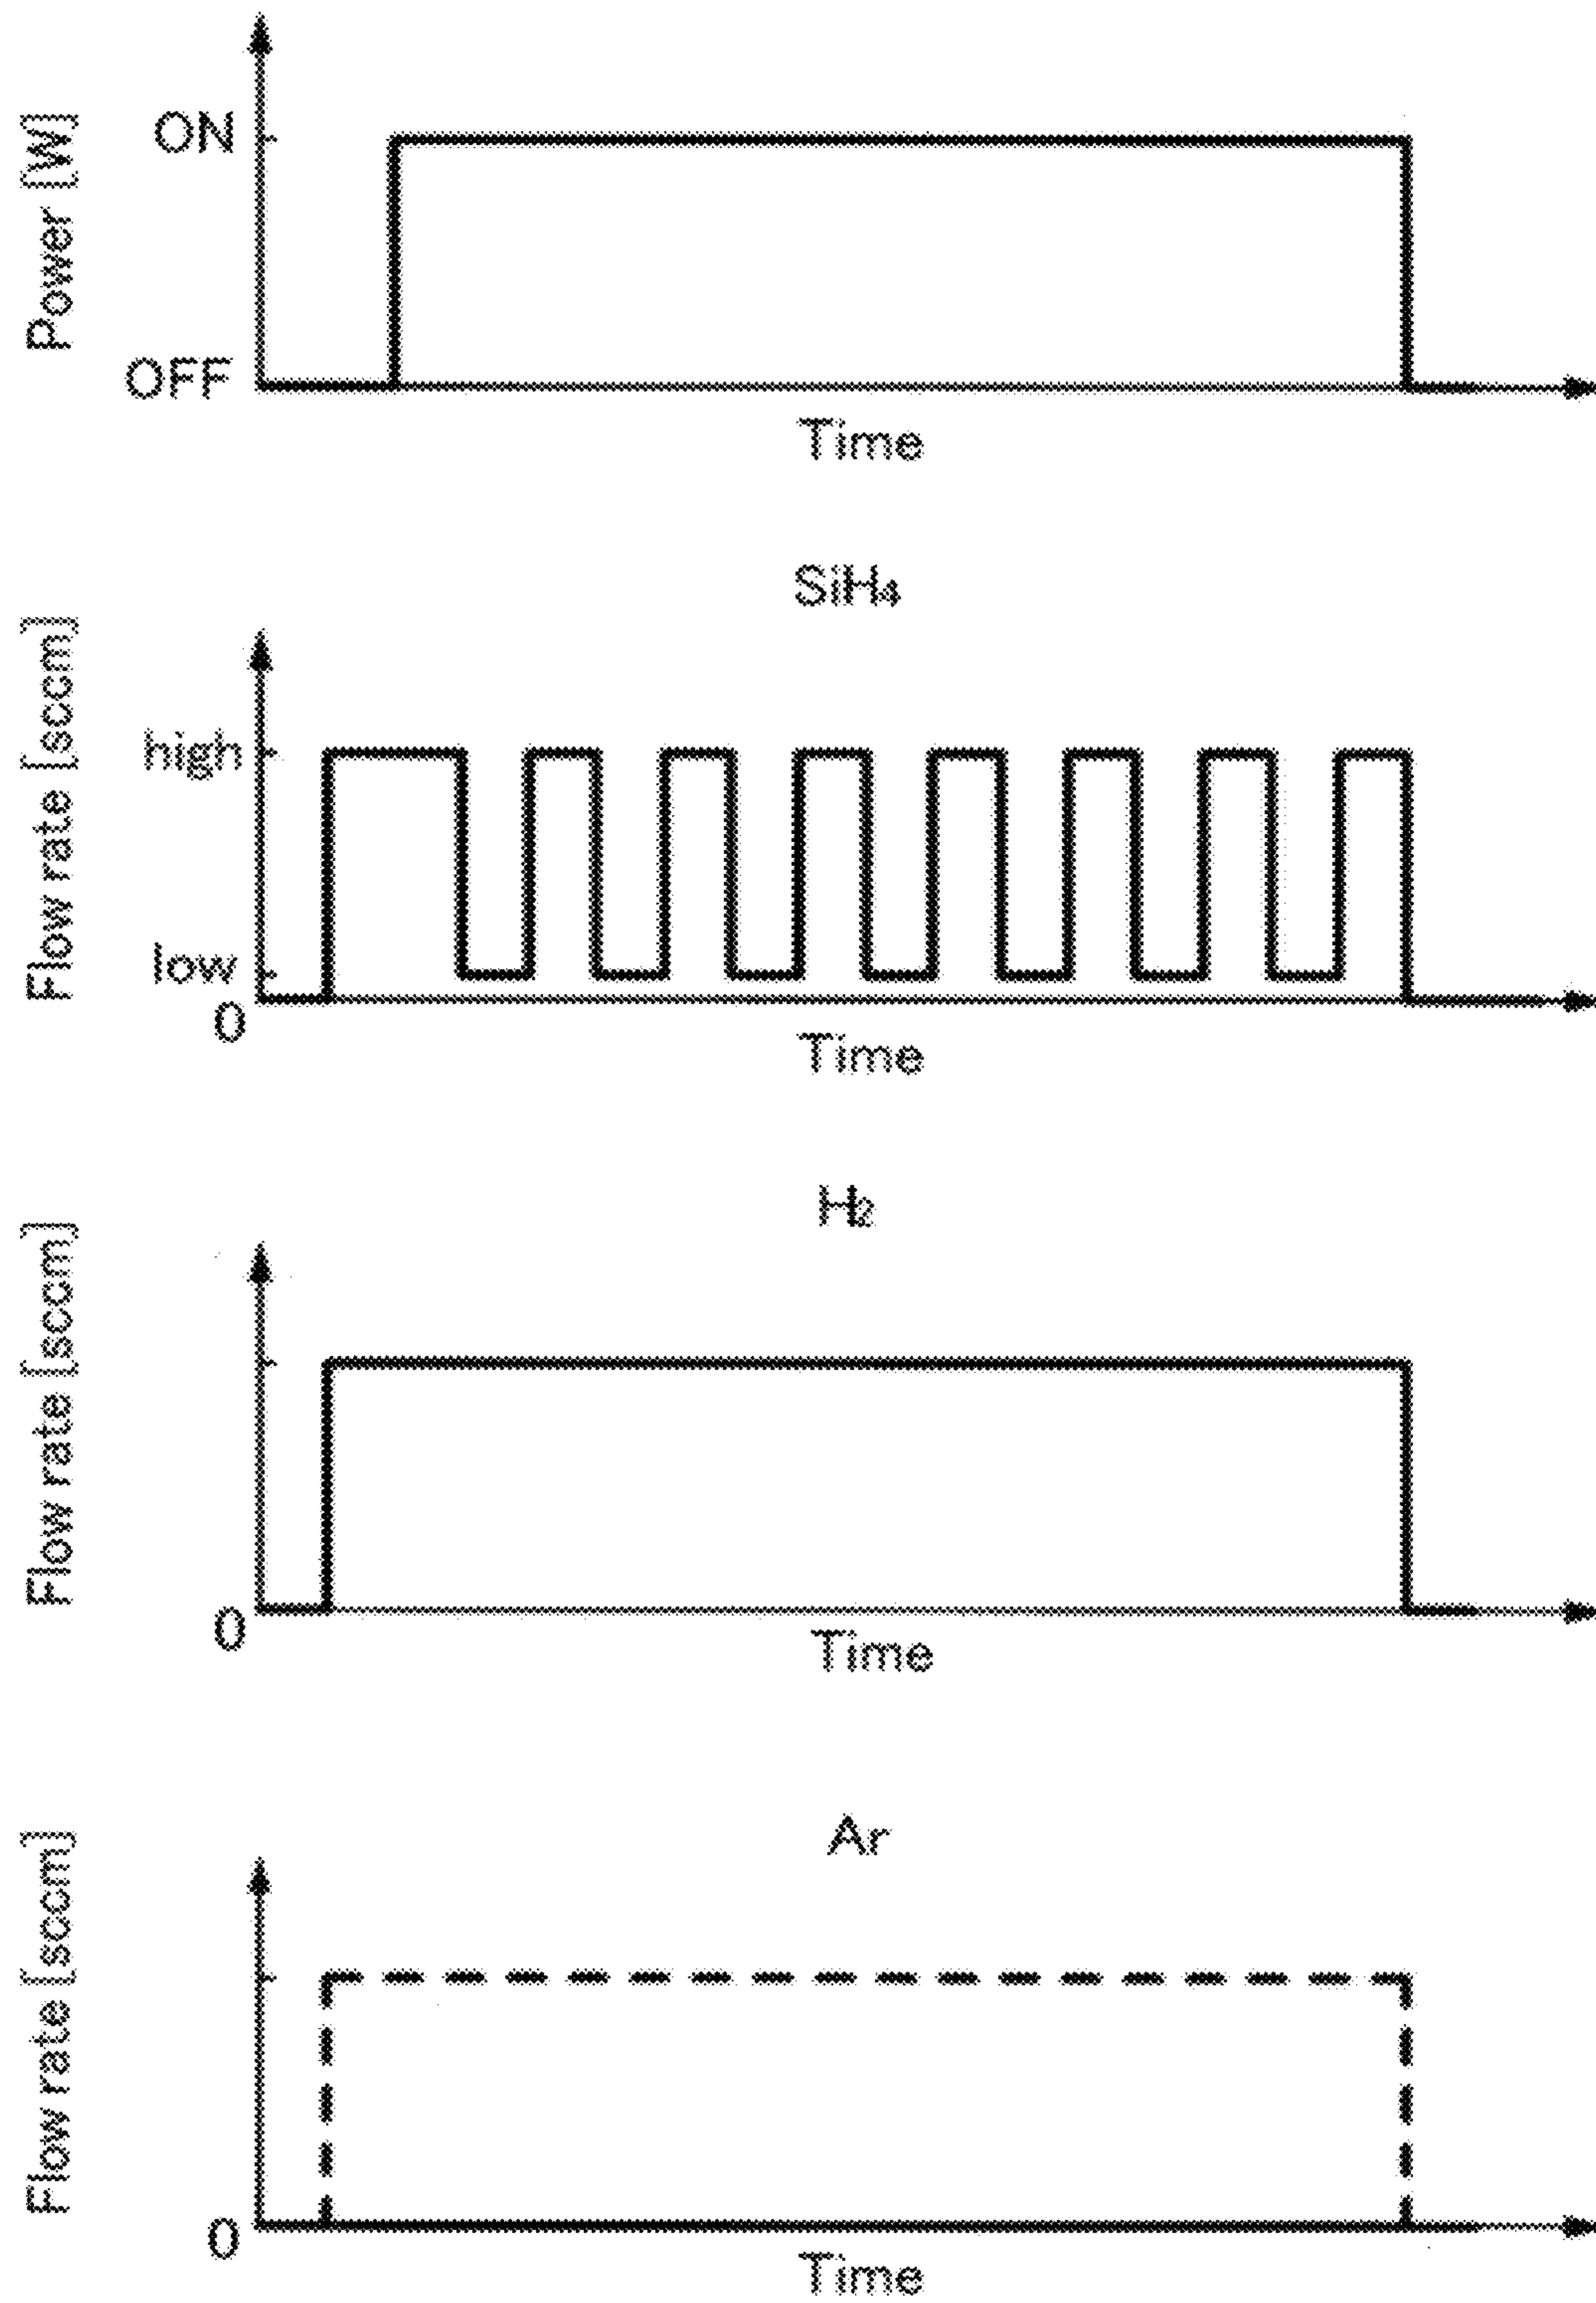 Power [W]
ON
OFF
Time
SiH₄
Flow rate [sccm]
high
low
0
Time
H₂
Flow rate [sccm]
0
Time
Ar
Flow rate [sccm]
0
Time